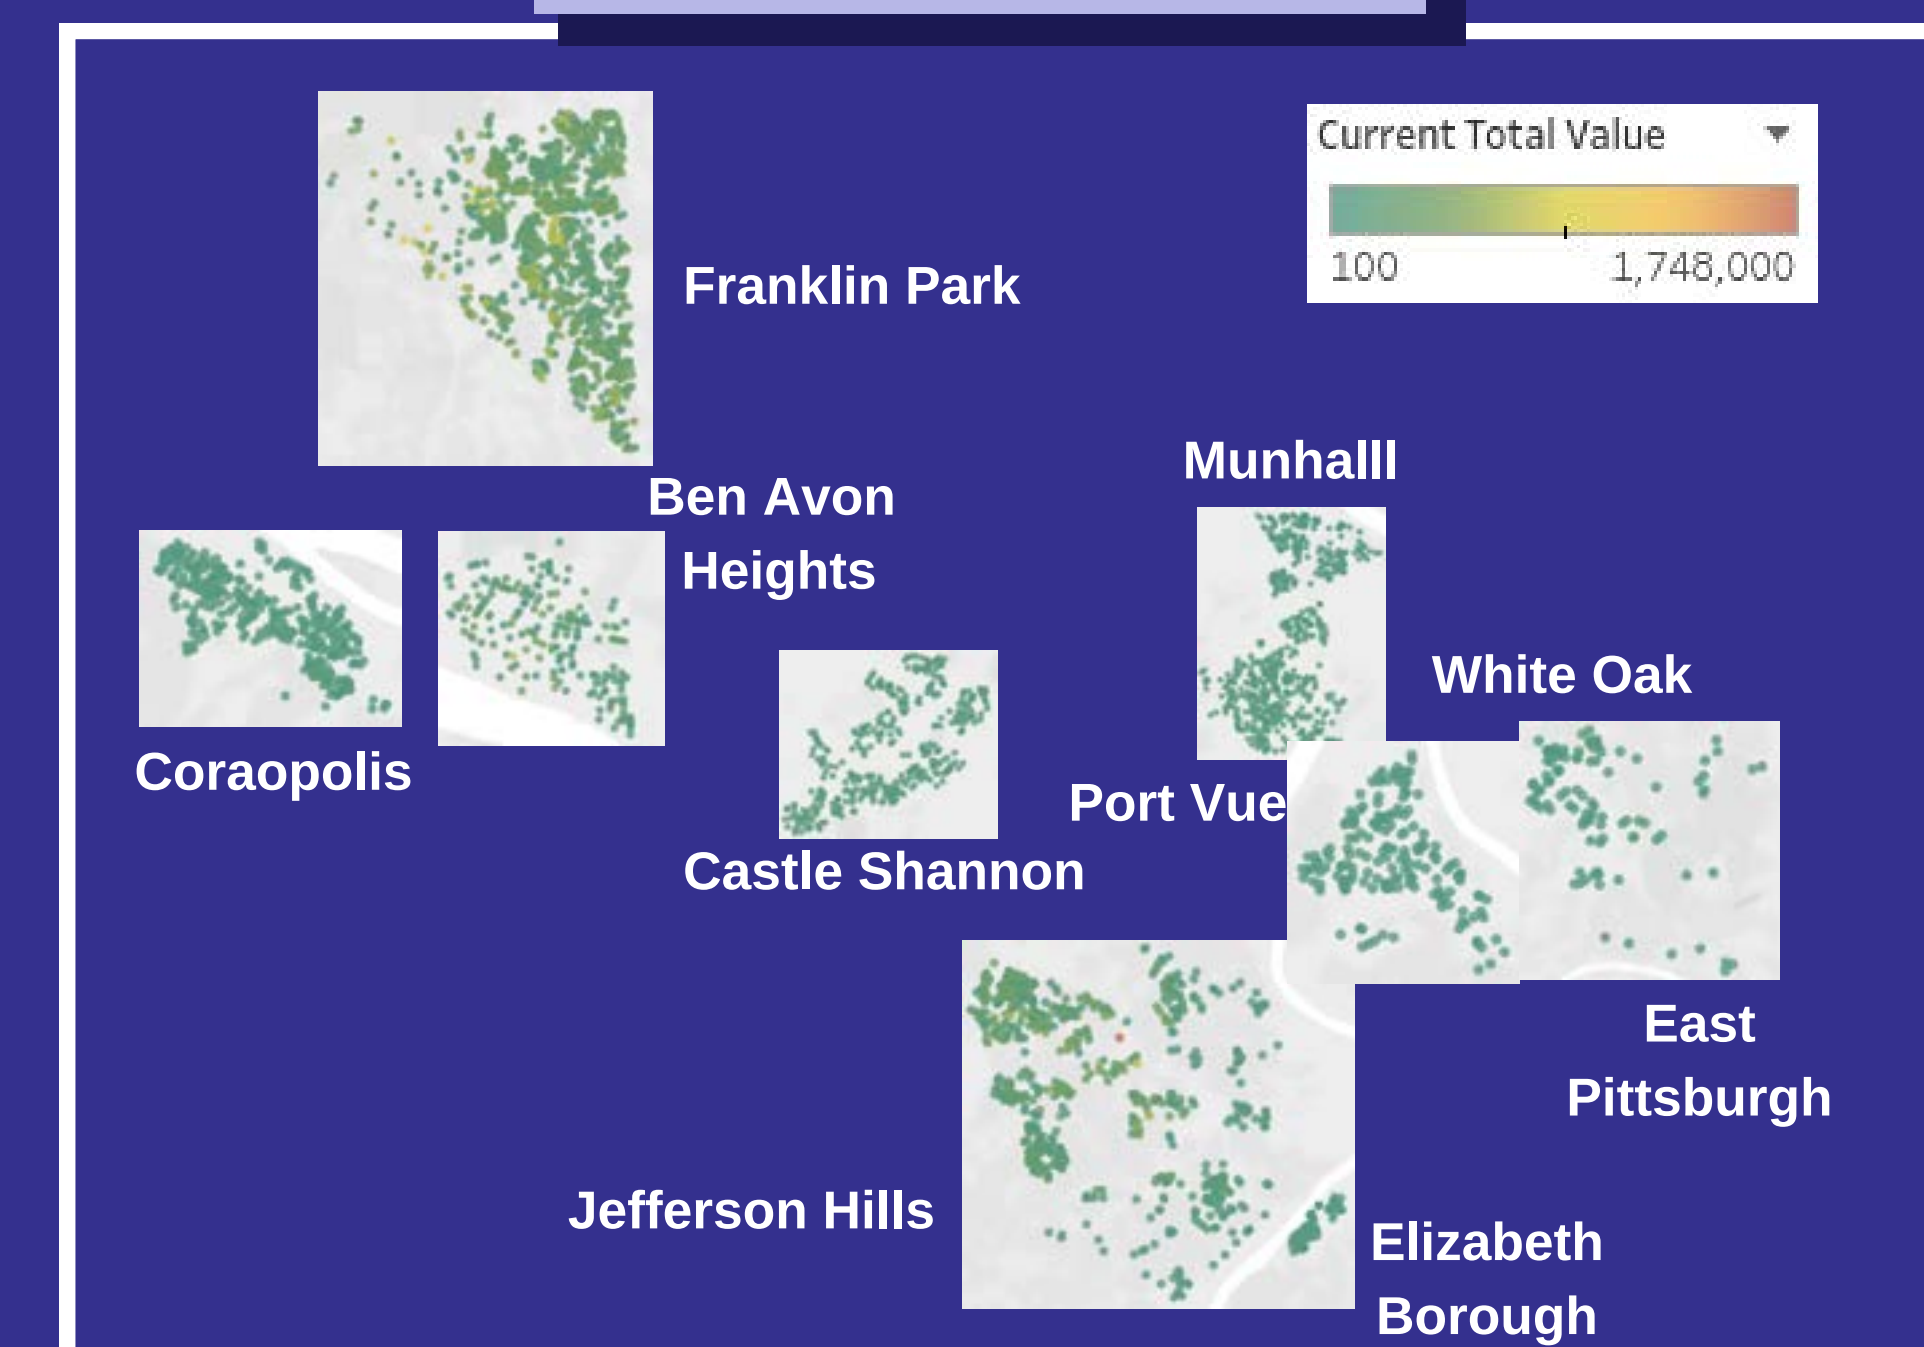 Current Total Value
100 1,748,000
Franklin Park
Munhalll
Ben Avon
Heights
White Oak
Coraopolis
Port Vue
Castle Shannon
East
Pittsburgh
Jefferson Hills
Elizabeth
Borough